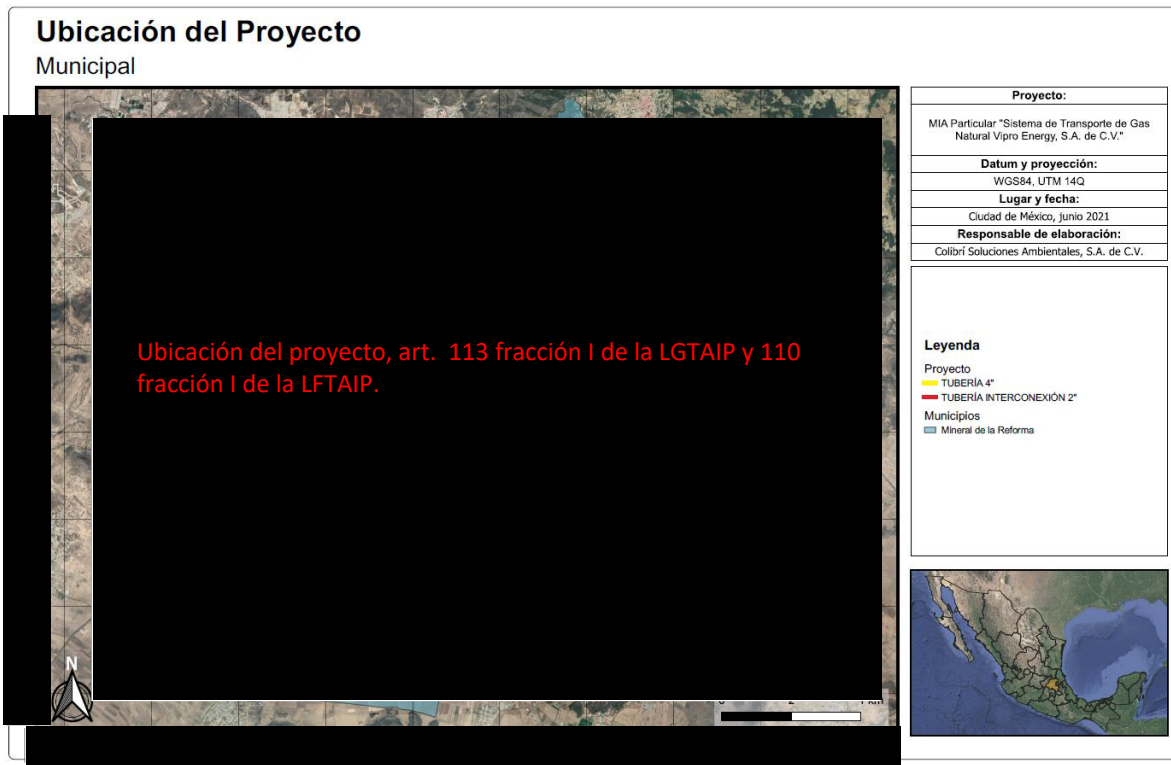 Ubicación del Proyecto
Municipal
Proyecto:
MIA Particular "Sistema de Transporte de Gas
Natural Vipro Energy, S.A. de C.V."
Datum y proyección:
WGS84, UTM 14Q
Lugar y fecha:
Ciudad de México, junio 2021
Responsable de elaboración:
Colibrí Soluciones Ambientales, S.A. de C.V.
Ubicación del proyecto, art. 113 fracción I de la LGTAIP y 110
fracción I de la LFTAIP.
Leyenda
Proyecto
TUBERÍA 4"
TUBERÍA INTERCONEXIÓN 2"
Municipios
Mineral de la Reforma
N